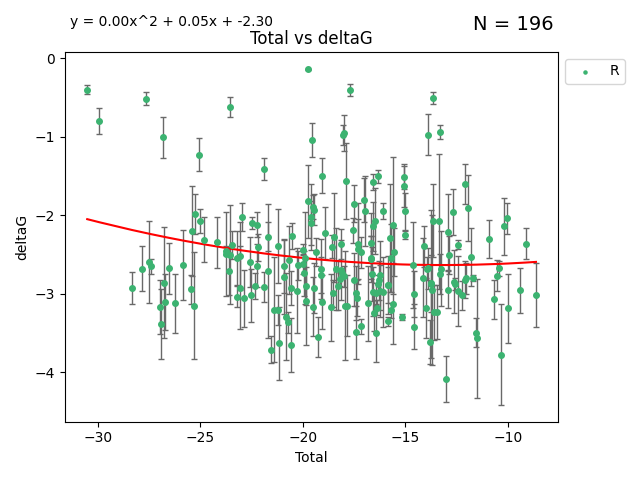 y = 0.00x^2 + 0.05x + -2.30
N = 196
Total vs deltaG
R
0
−1
−2
−3
−4
deltaG
−30
−25
−20
−15
−10
Total